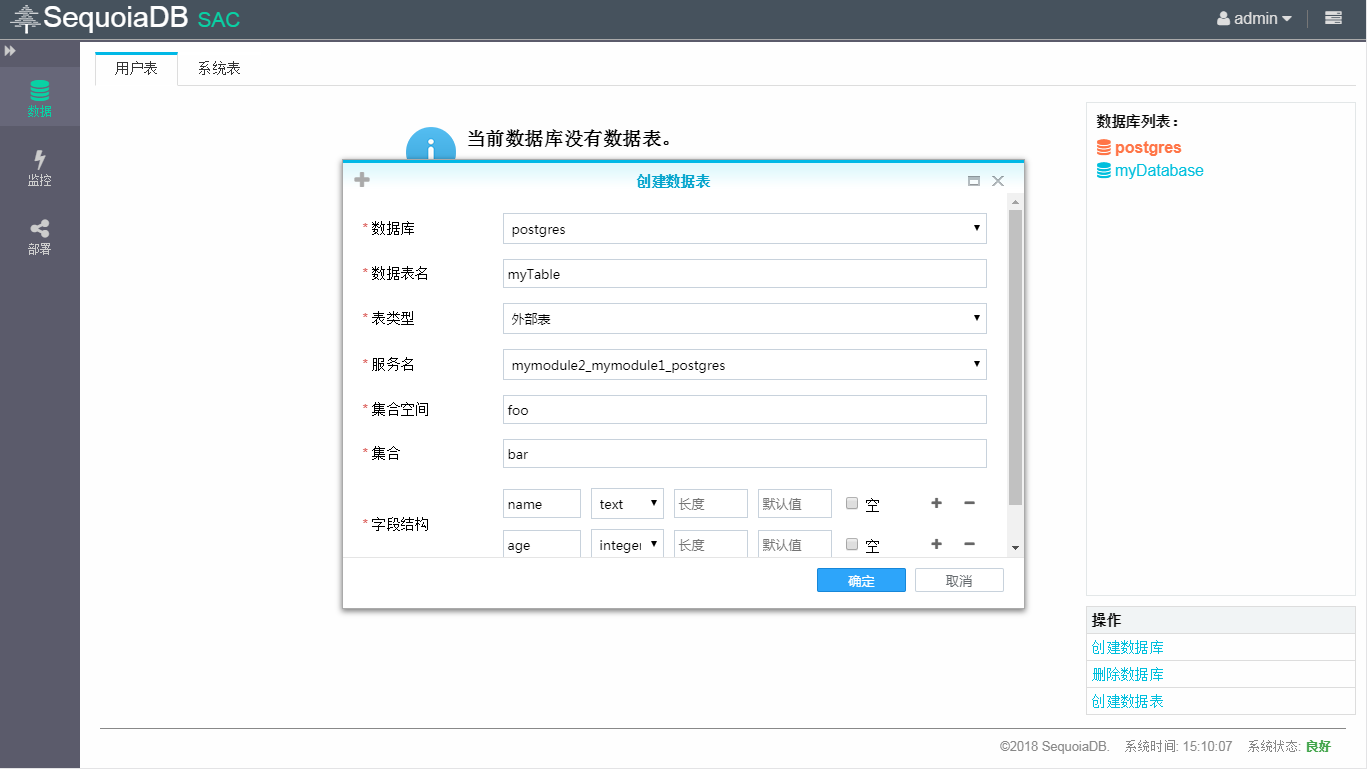 SequoiaDB SAC
admin
用户表 系统表
数据
监控
部署
当前数据库没有数据表。
创建数据表
*数据库 postgres
*数据表名 myTable
*表类型 外部表
*服务名 mymodule2_mymodule1_postgres
*集合空间 foo
*集合 bar
*字段结构
name text 长度 默认值 空
age integer 长度 默认值 空
确定 取消
数据库列表：
postgres
myDatabase
操作
创建数据库
删除数据库
创建数据表
©2018 SequoiaDB. 系统时间: 15:10:07 系统状态: 良好